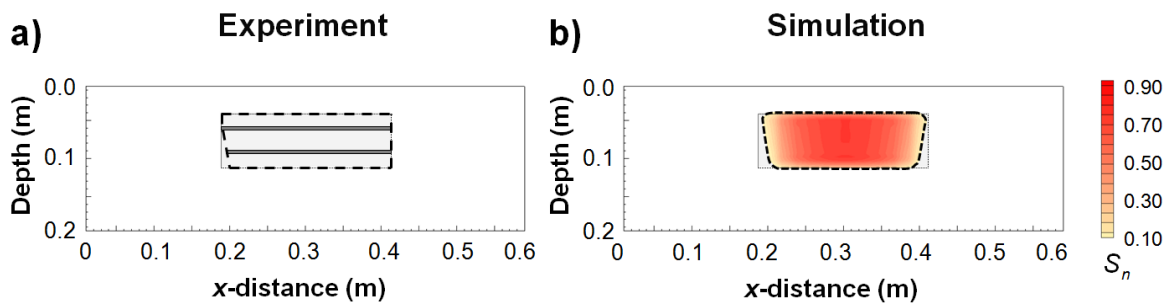 a) Experiment
b) Simulation
Depth (m)
0.0
0.1
0.2
0 0.1 0.2 0.3 0.4 0.5 0.6
x-distance (m)
Depth (m)
0.0
0.1
0.2
0 0.1 0.2 0.3 0.4 0.5 0.6
x-distance (m)
0.90
0.70
0.50
0.30
0.10
Sn